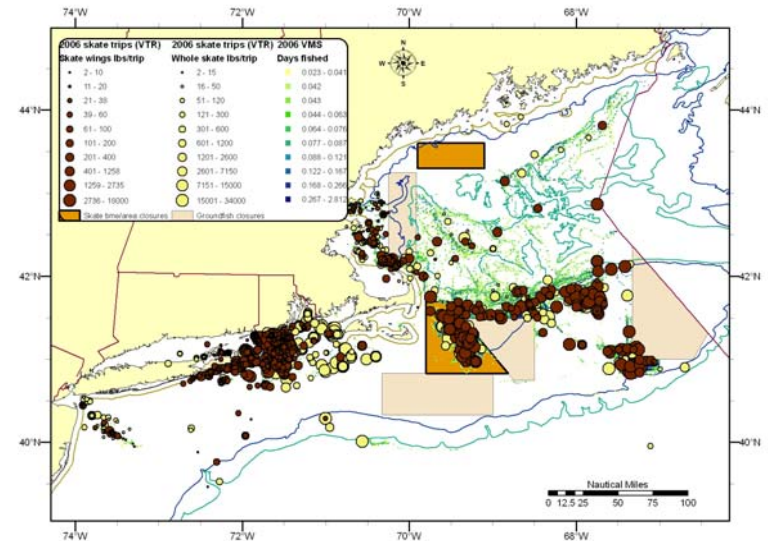 74°W 72°W 70°W 68°W
2006 skate trips (VTR) 2006 skate trips (VTR) 2006 VMS
Skate wings lbs/trip Whole skate lbs/trip Days fished
2 - 10 2 - 15 0.023 - 0.041
11 - 20 16 - 50 0.042
21 - 38 51 - 120 0.043
39 - 60 121 - 300 0.044 - 0.063
61 - 100 301 - 600 0.064 - 0.076
101 - 200 601 - 1200 0.077 - 0.087
201 - 400 1201 - 2600 0.088 - 0.121
401 - 1258 2601 - 7150 0.122 - 0.167
1259 - 2735 7151 - 15000 0.168 - 0.266
2736 - 18000 15001 - 34000 0.267 - 2.812
Skate time/area closures Groundfish closures
N
W E
S
44°N 44°N
42°N 42°N
40°N 40°N
Nautical Miles
0 12.5 25 50 75 100
74°W 72°W 70°W 68°W